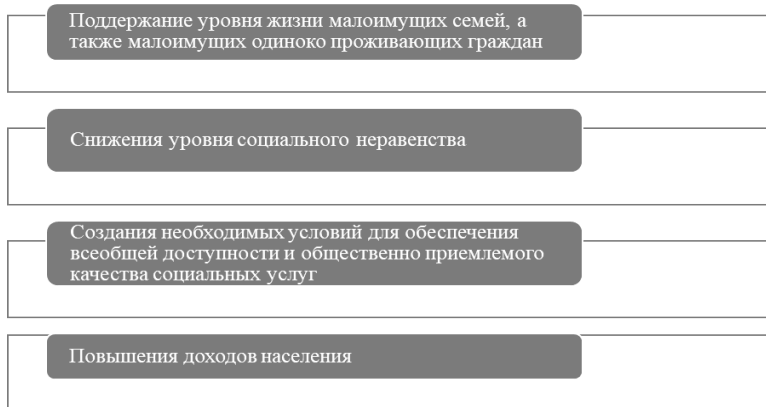 Поддержание уровня жизни малоимущих семей, а
также малоимущих одиноко проживающих граждан
Снижения уровня социального неравенства
Создания необходимых условий для обеспечения
всеобщей доступности и общественно приемлемого
качества социальных услуг
Повышения доходов населения